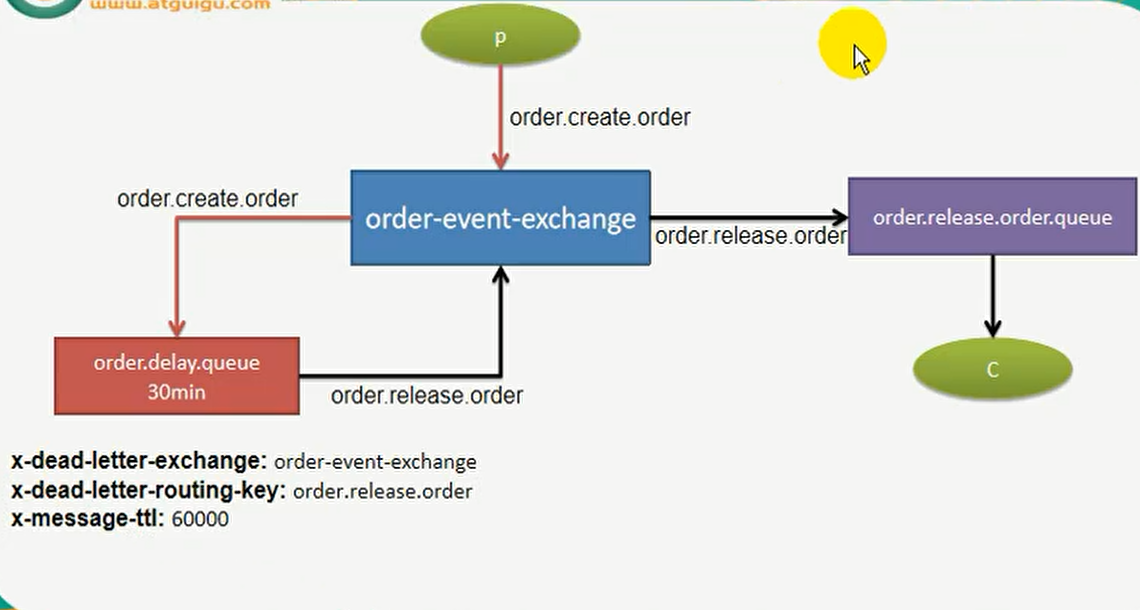 www.atguigu.com
p
order.create.order
order.create.order
order-event-exchange
order.release.order
order.release.order.queue
order.delay.queue
30min
order.release.order
C
x-dead-letter-exchange: order-event-exchange
x-dead-letter-routing-key: order.release.order
x-message-ttl: 60000